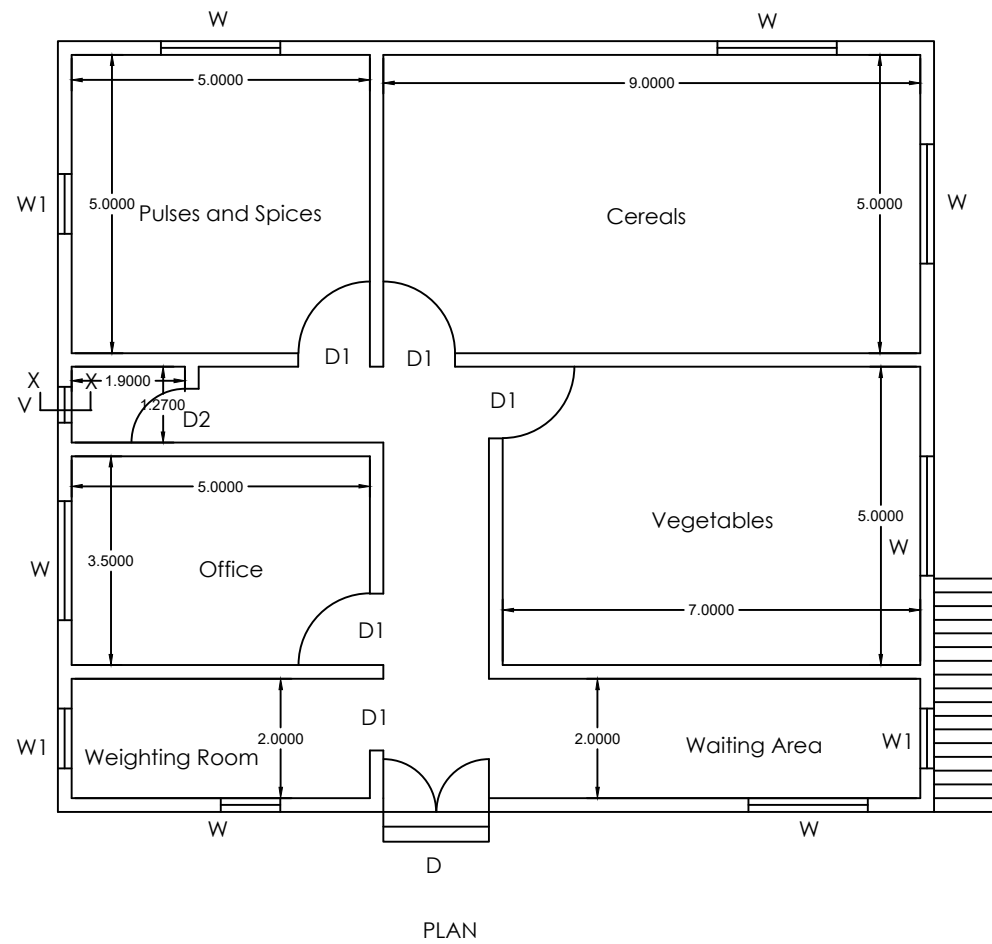 W
W
5.0000
9.0000
5.0000
Pulses and Spices
W1
Cereals
5.0000
W
D1
D1
X
X
1.9000
V
1.2700
D2
D1
5.0000
3.5000
Office
W
Vegetables
5.0000
W
7.0000
D1
D1
Weighting Room
W1
2.0000
2.0000
Waiting Area
W1
W
W
D
PLAN